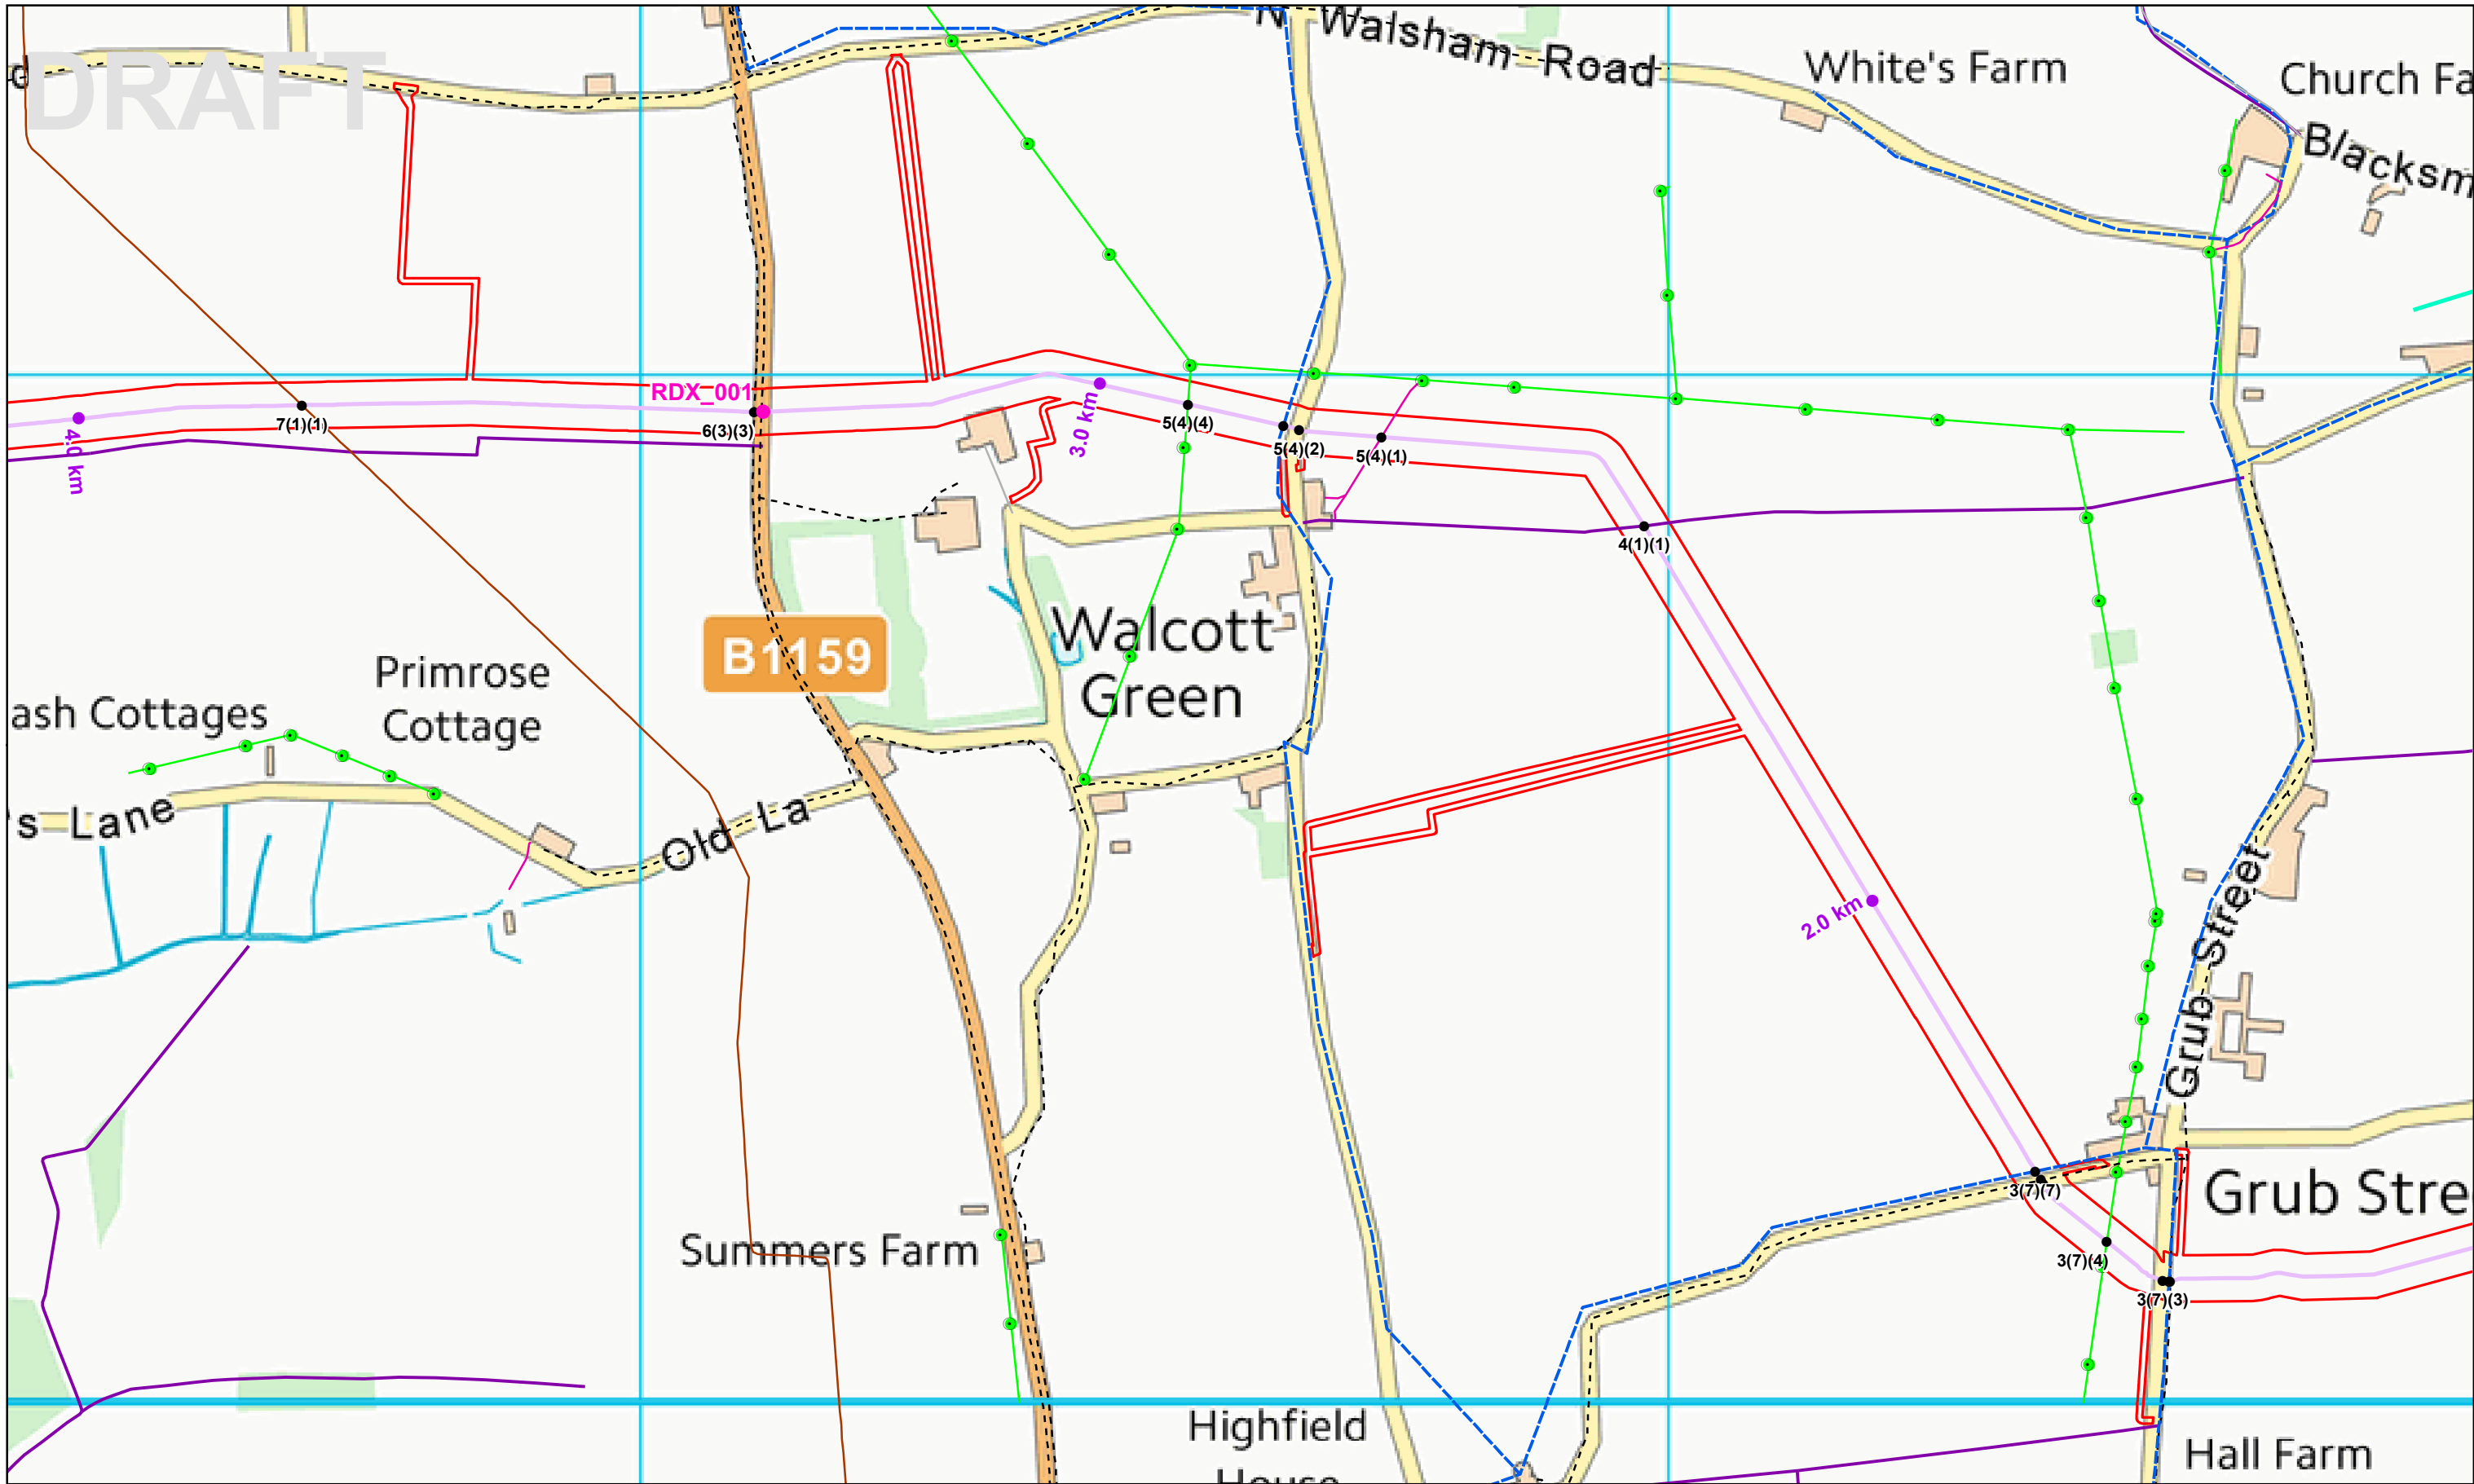 DRAFT
N Walsham Road
White's Farm
Church Fa
Blacksm
RDX_001
4.0 km
7(1)(1)
6(3)(3)
3.0 km
5(4)(4)
5(4)(2)
5(4)(1)
4(1)(1)
B1159
Walcott
Green
Primrose
Cottage
ash Cottages
's Lane
Old La
2.0 km
Grub Street
3(7)(7)
Grub Stre
3(7)(4)
3(7)(3)
Summers Farm
Highfield
House
Hall Farm